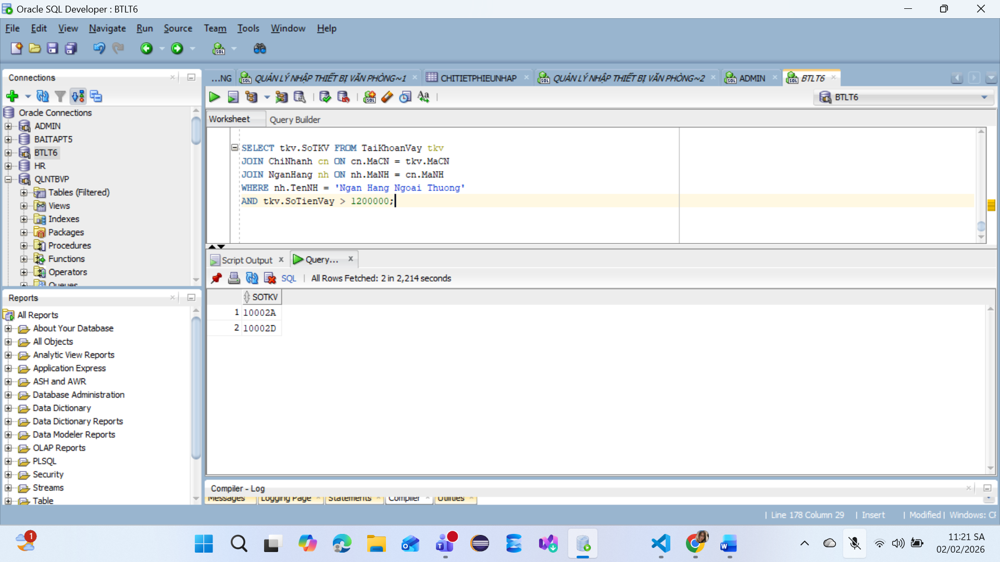 Oracle SQL Developer : BTLT6
File Edit View Navigate Run Source Team Tools Window Help
Connections
Oracle Connections
ADMIN
BAITAPT5
BTLT6
HR
QLNTBVP
Tables (Filtered)
Views
Indexes
Packages
Procedures
Functions
Operators
Queues
Reports
All Reports
About Your Database
All Objects
Analytic View Reports
Application Express
ASH and AWR
Database Administration
Data Dictionary
Data Dictionary Reports
Data Modeler Reports
OLAP Reports
PLSQL
Security
Streams
Table
...NG QUẢN LÝ NHẬP THIẾT BỊ VĂN PHÒNG~1 CHITIETPHIEUNHAP QUẢN LÝ NHẬP THIẾT BỊ VĂN PHÒNG~2 ADMIN BTLT6
BTLT6
Worksheet Query Builder
SELECT tkv.SoTKV FROM TaiKhoanVay tkv
JOIN ChiNhanh cn ON cn.MaCN = tkv.MaCN
JOIN NganHang nh ON nh.MaNH = cn.MaNH
WHERE nh.TenNH = 'Ngan Hang Ngoai Thuong'
AND tkv.SoTienVay > 1200000;
Script Output x Query... x
SQL | All Rows Fetched: 2 in 2,214 seconds
SOTKV
1 10002A
2 10002D
Compiler - Log
Messages Logging Page Statements Compiler Utilities
| Line 178 Column 29 | Insert | Modified | Windows: CF
1
11:21 SA
02/02/2026